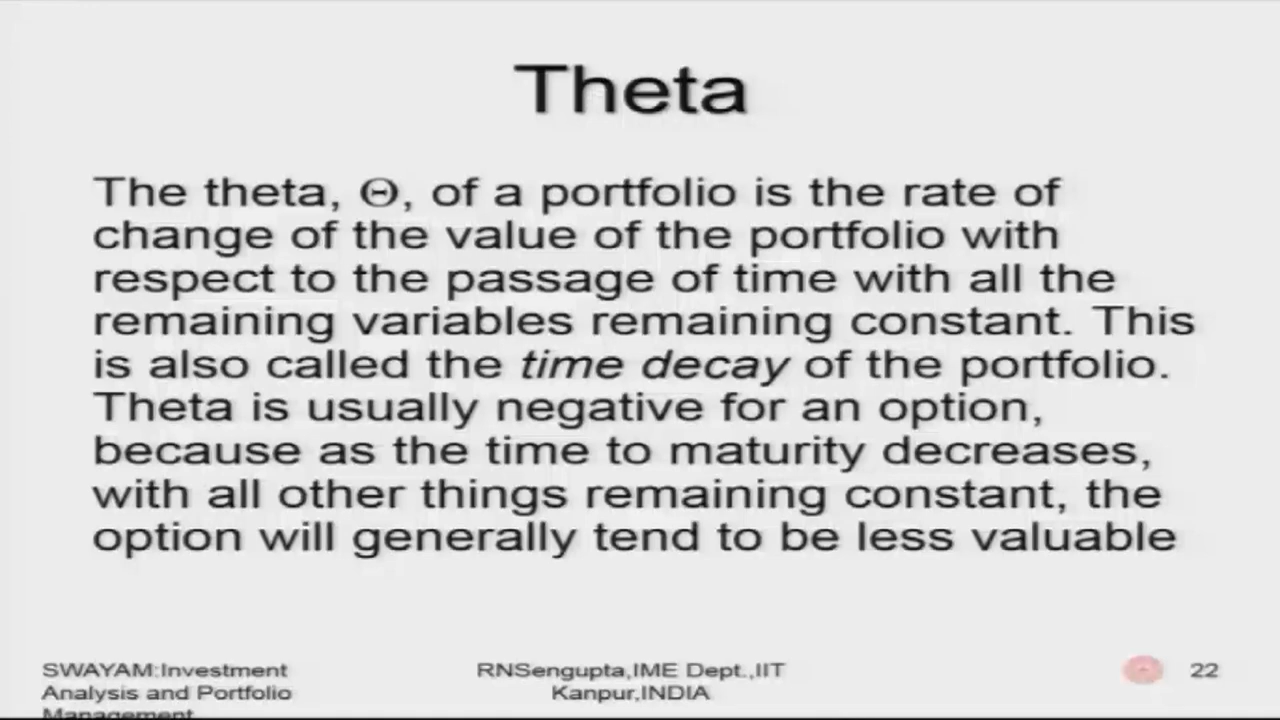 Theta
The theta, Θ, of a portfolio is the rate of
change of the value of the portfolio with
respect to the passage of time with all the
remaining variables remaining constant. This
is also called the time decay of the portfolio.
Theta is usually negative for an option,
because as the time to maturity decreases,
with all other things remaining constant, the
option will generally tend to be less valuable
SWAYAM:Investment
Analysis and Portfolio
Management
RNSengupta,IME Dept.,IIT
Kanpur,INDIA
22